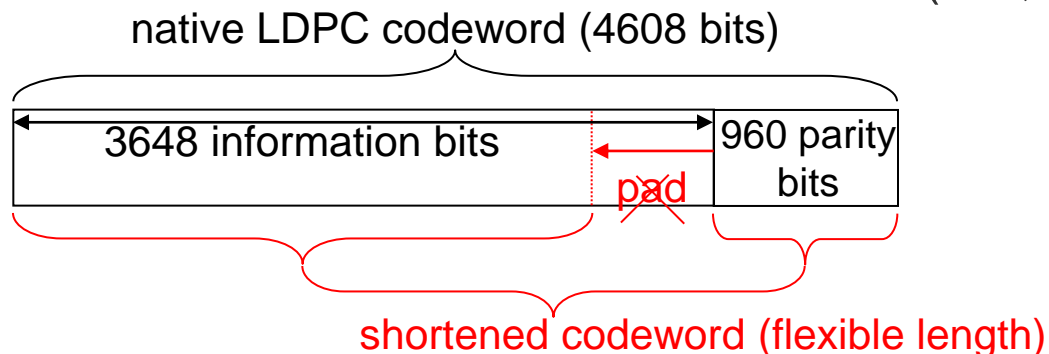 native LDPC codeword (4608 bits)
3648 information bits
960 parity
bits
pad
shortened codeword (flexible length)